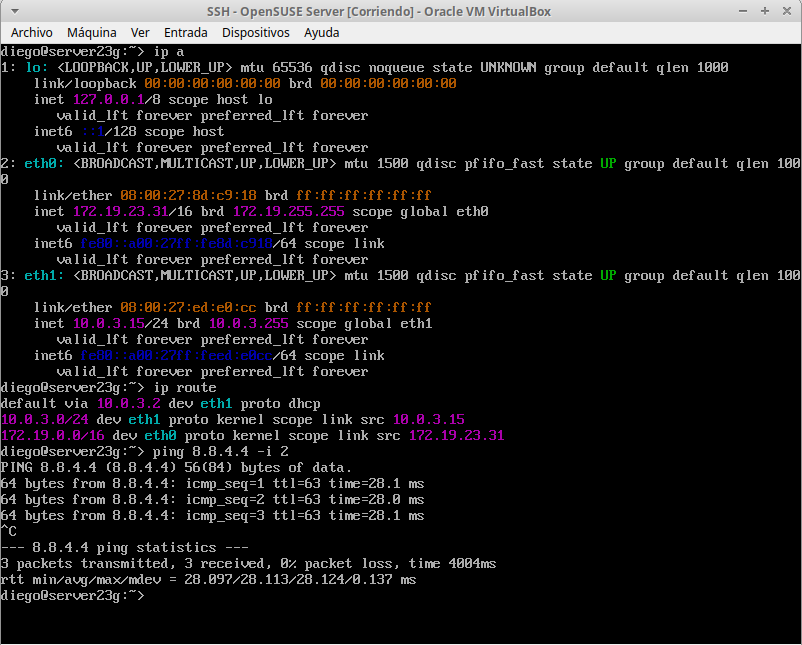 SSH - OpenSUSE Server [Corriendo] - Oracle VM VirtualBox
Archivo Máquina Ver Entrada Dispositivos Ayuda
diego@server23g:~> ip a
1: lo: <LOOPBACK,UP,LOWER_UP> mtu 65536 qdisc noqueue state UNKNOWN group default qlen 1000
    link/loopback 00:00:00:00:00:00 brd 00:00:00:00:00:00
    inet 127.0.0.1/8 scope host lo
       valid_lft forever preferred_lft forever
    inet6 ::1/128 scope host
       valid_lft forever preferred_lft forever
2: eth0: <BROADCAST,MULTICAST,UP,LOWER_UP> mtu 1500 qdisc pfifo_fast state UP group default qlen 100
0
    link/ether 08:00:27:8d:c9:18 brd ff:ff:ff:ff:ff:ff
    inet 172.19.23.31/16 brd 172.19.255.255 scope global eth0
       valid_lft forever preferred_lft forever
    inet6 fe80::a00:27ff:fe8d:c918/64 scope link
       valid_lft forever preferred_lft forever
3: eth1: <BROADCAST,MULTICAST,UP,LOWER_UP> mtu 1500 qdisc pfifo_fast state UP group default qlen 100
0
    link/ether 08:00:27:ed:e0:cc brd ff:ff:ff:ff:ff:ff
    inet 10.0.3.15/24 brd 10.0.3.255 scope global eth1
       valid_lft forever preferred_lft forever
    inet6 fe80::a00:27ff:feed:e0cc/64 scope link
       valid_lft forever preferred_lft forever
diego@server23g:~> ip route
default via 10.0.3.2 dev eth1 proto dhcp
10.0.3.0/24 dev eth1 proto kernel scope link src 10.0.3.15
172.19.0.0/16 dev eth0 proto kernel scope link src 172.19.23.31
diego@server23g:~> ping 8.8.4.4 -i 2
PING 8.8.4.4 (8.8.4.4) 56(84) bytes of data.
64 bytes from 8.8.4.4: icmp_seq=1 ttl=63 time=28.1 ms
64 bytes from 8.8.4.4: icmp_seq=2 ttl=63 time=28.0 ms
64 bytes from 8.8.4.4: icmp_seq=3 ttl=63 time=28.1 ms
^C
--- 8.8.4.4 ping statistics ---
3 packets transmitted, 3 received, 0% packet loss, time 4004ms
rtt min/avg/max/mdev = 28.097/28.113/28.124/0.137 ms
diego@server23g:~>